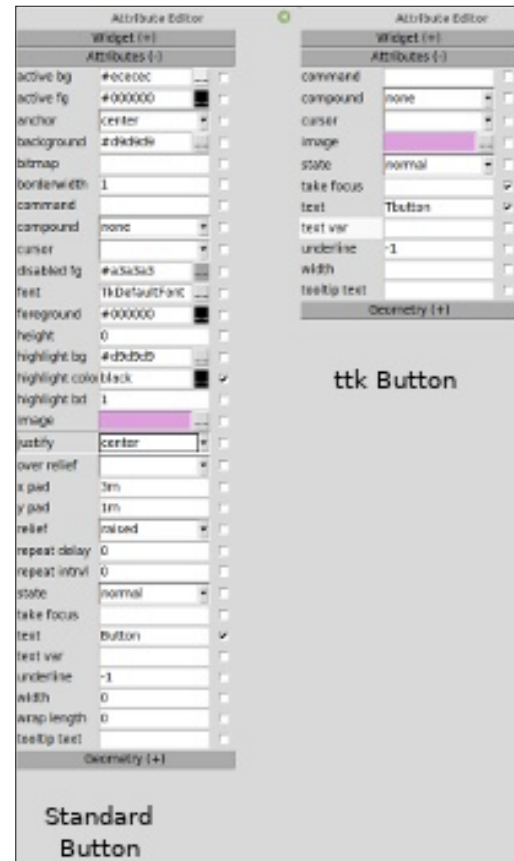 Attribute Editor
Widget (+)
Attributes (-)
active bg #ececec ...
active fg #000000 ...
anchor center
background #d9d9d9 ...
bitmap
borderwidth 1
command
compound none
cursor
disabled fg #a3a3a3 ...
font TkDefaultFont ...
foreground #000000 ...
height 0
highlight bg #d9d9d9 ...
highlight colo black ...
highlight bd 1
image ...
justify center
over relief
x pad 3m
y pad 1m
relief raised
repeat delay 0
repeat intrvl 0
state normal
take focus
text Button
text var
underline -1
width 0
wrap length 0
tooltip text
Geometry (+)
Standard
Button
Attribute Editor
Widget (+)
Attributes (-)
command
compound none
cursor
image ...
state normal
take focus
text Tbutton
text var
underline -1
width
tooltip text
Geometry (+)
ttk Button